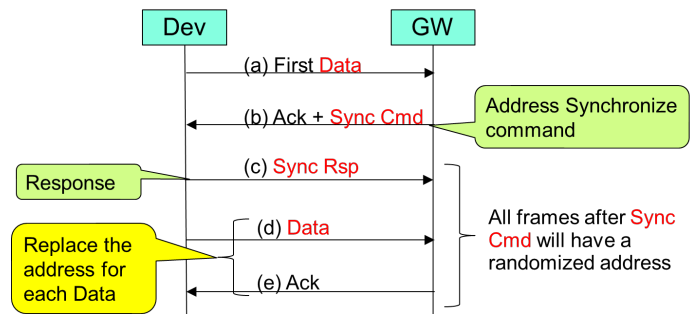 Dev
GW
(a) First Data
(b) Ack + Sync Cmd
Address Synchronize
command
(c) Sync Rsp
Response
(d) Data
Replace the
address for
each Data
(e) Ack
All frames after Sync
Cmd will have a
randomized address